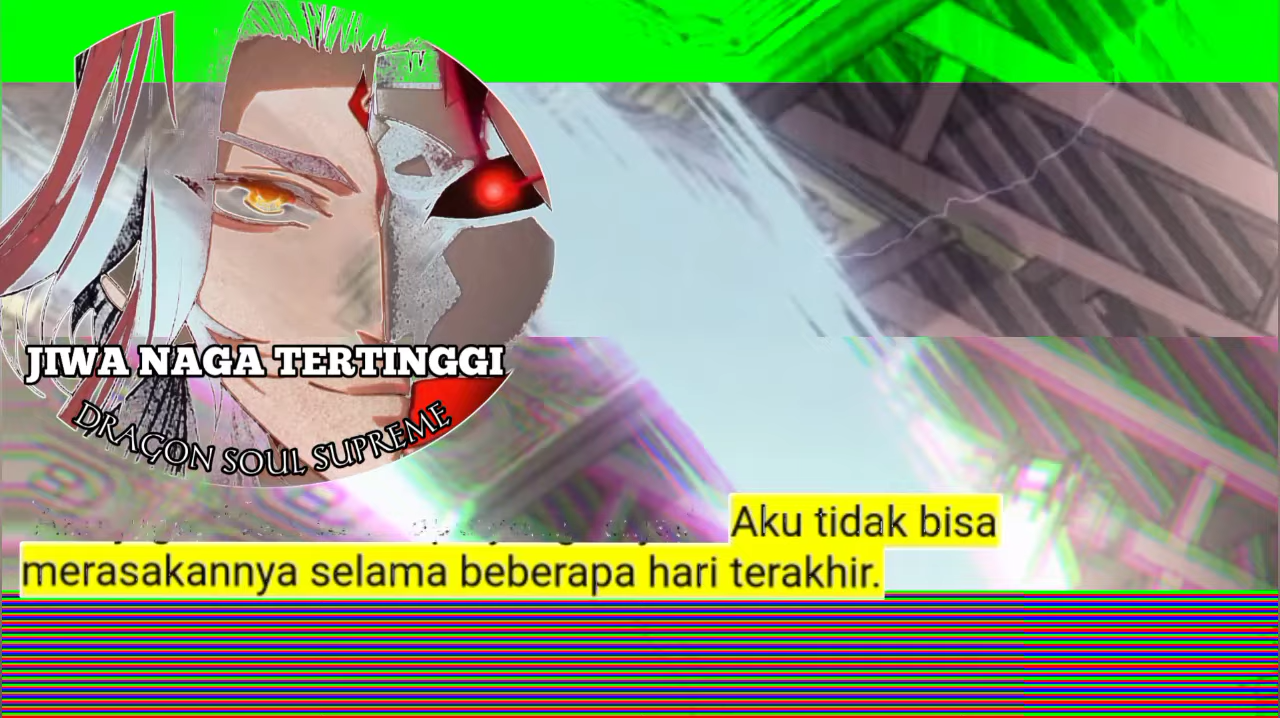 JIWA NAGA TERTINGGI
DRAGON SOUL SUPREME
Aku tidak bisa
merasakannya selama beberapa hari terakhir.